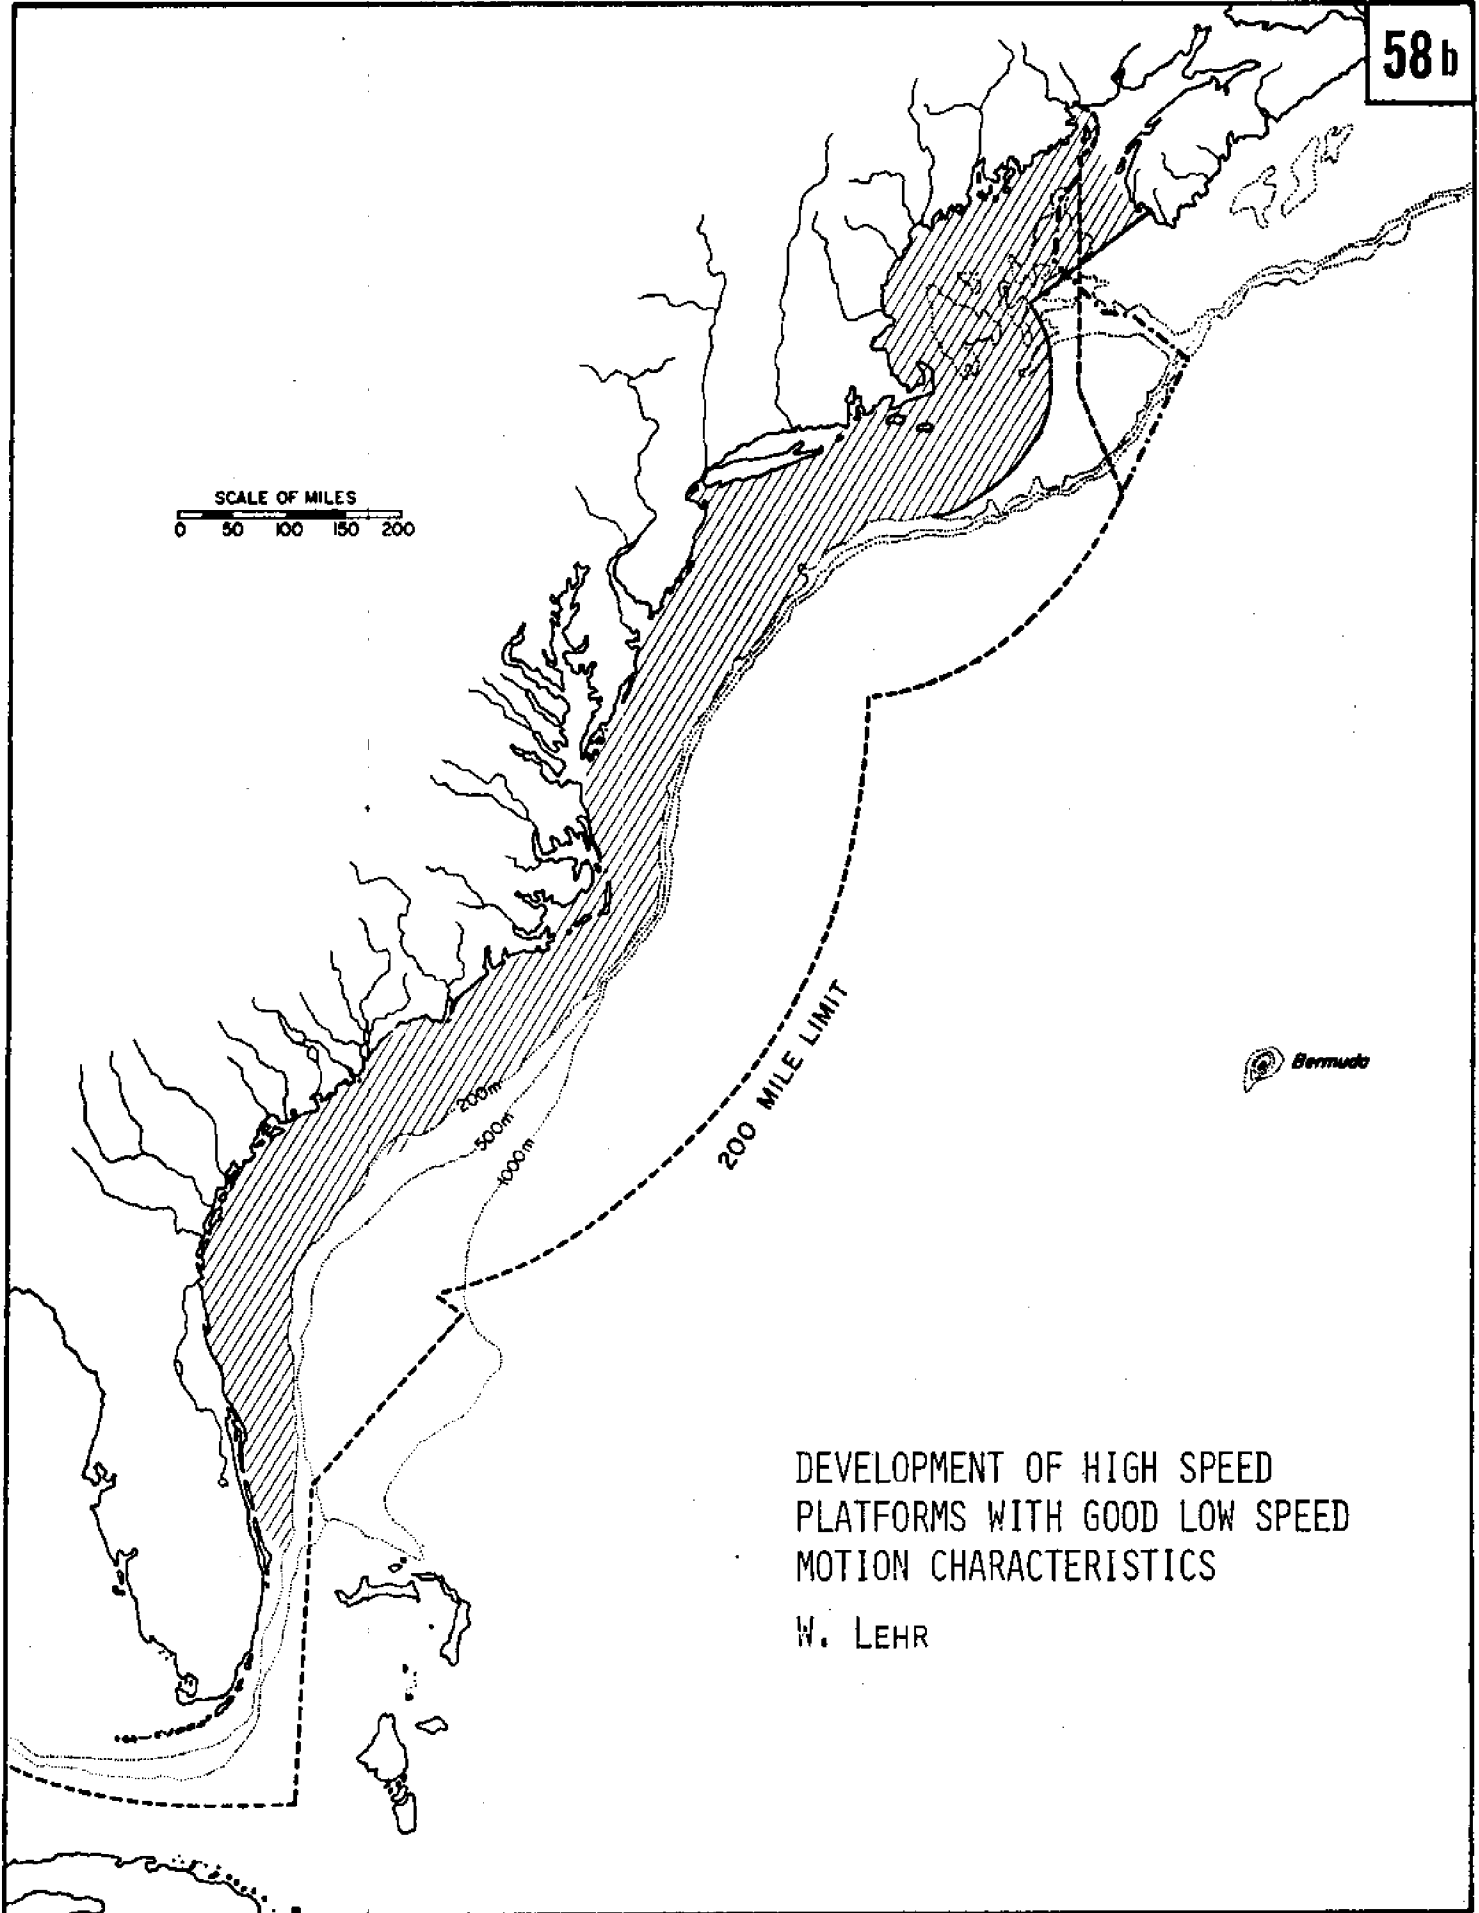 58b
SCALE OF MILES
0 50 100 150 200
Bermuda
200 MILE LIMIT
200m
500m
1000m
DEVELOPMENT OF HIGH SPEED
PLATFORMS WITH GOOD LOW SPEED
MOTION CHARACTERISTICS
W. LEHR